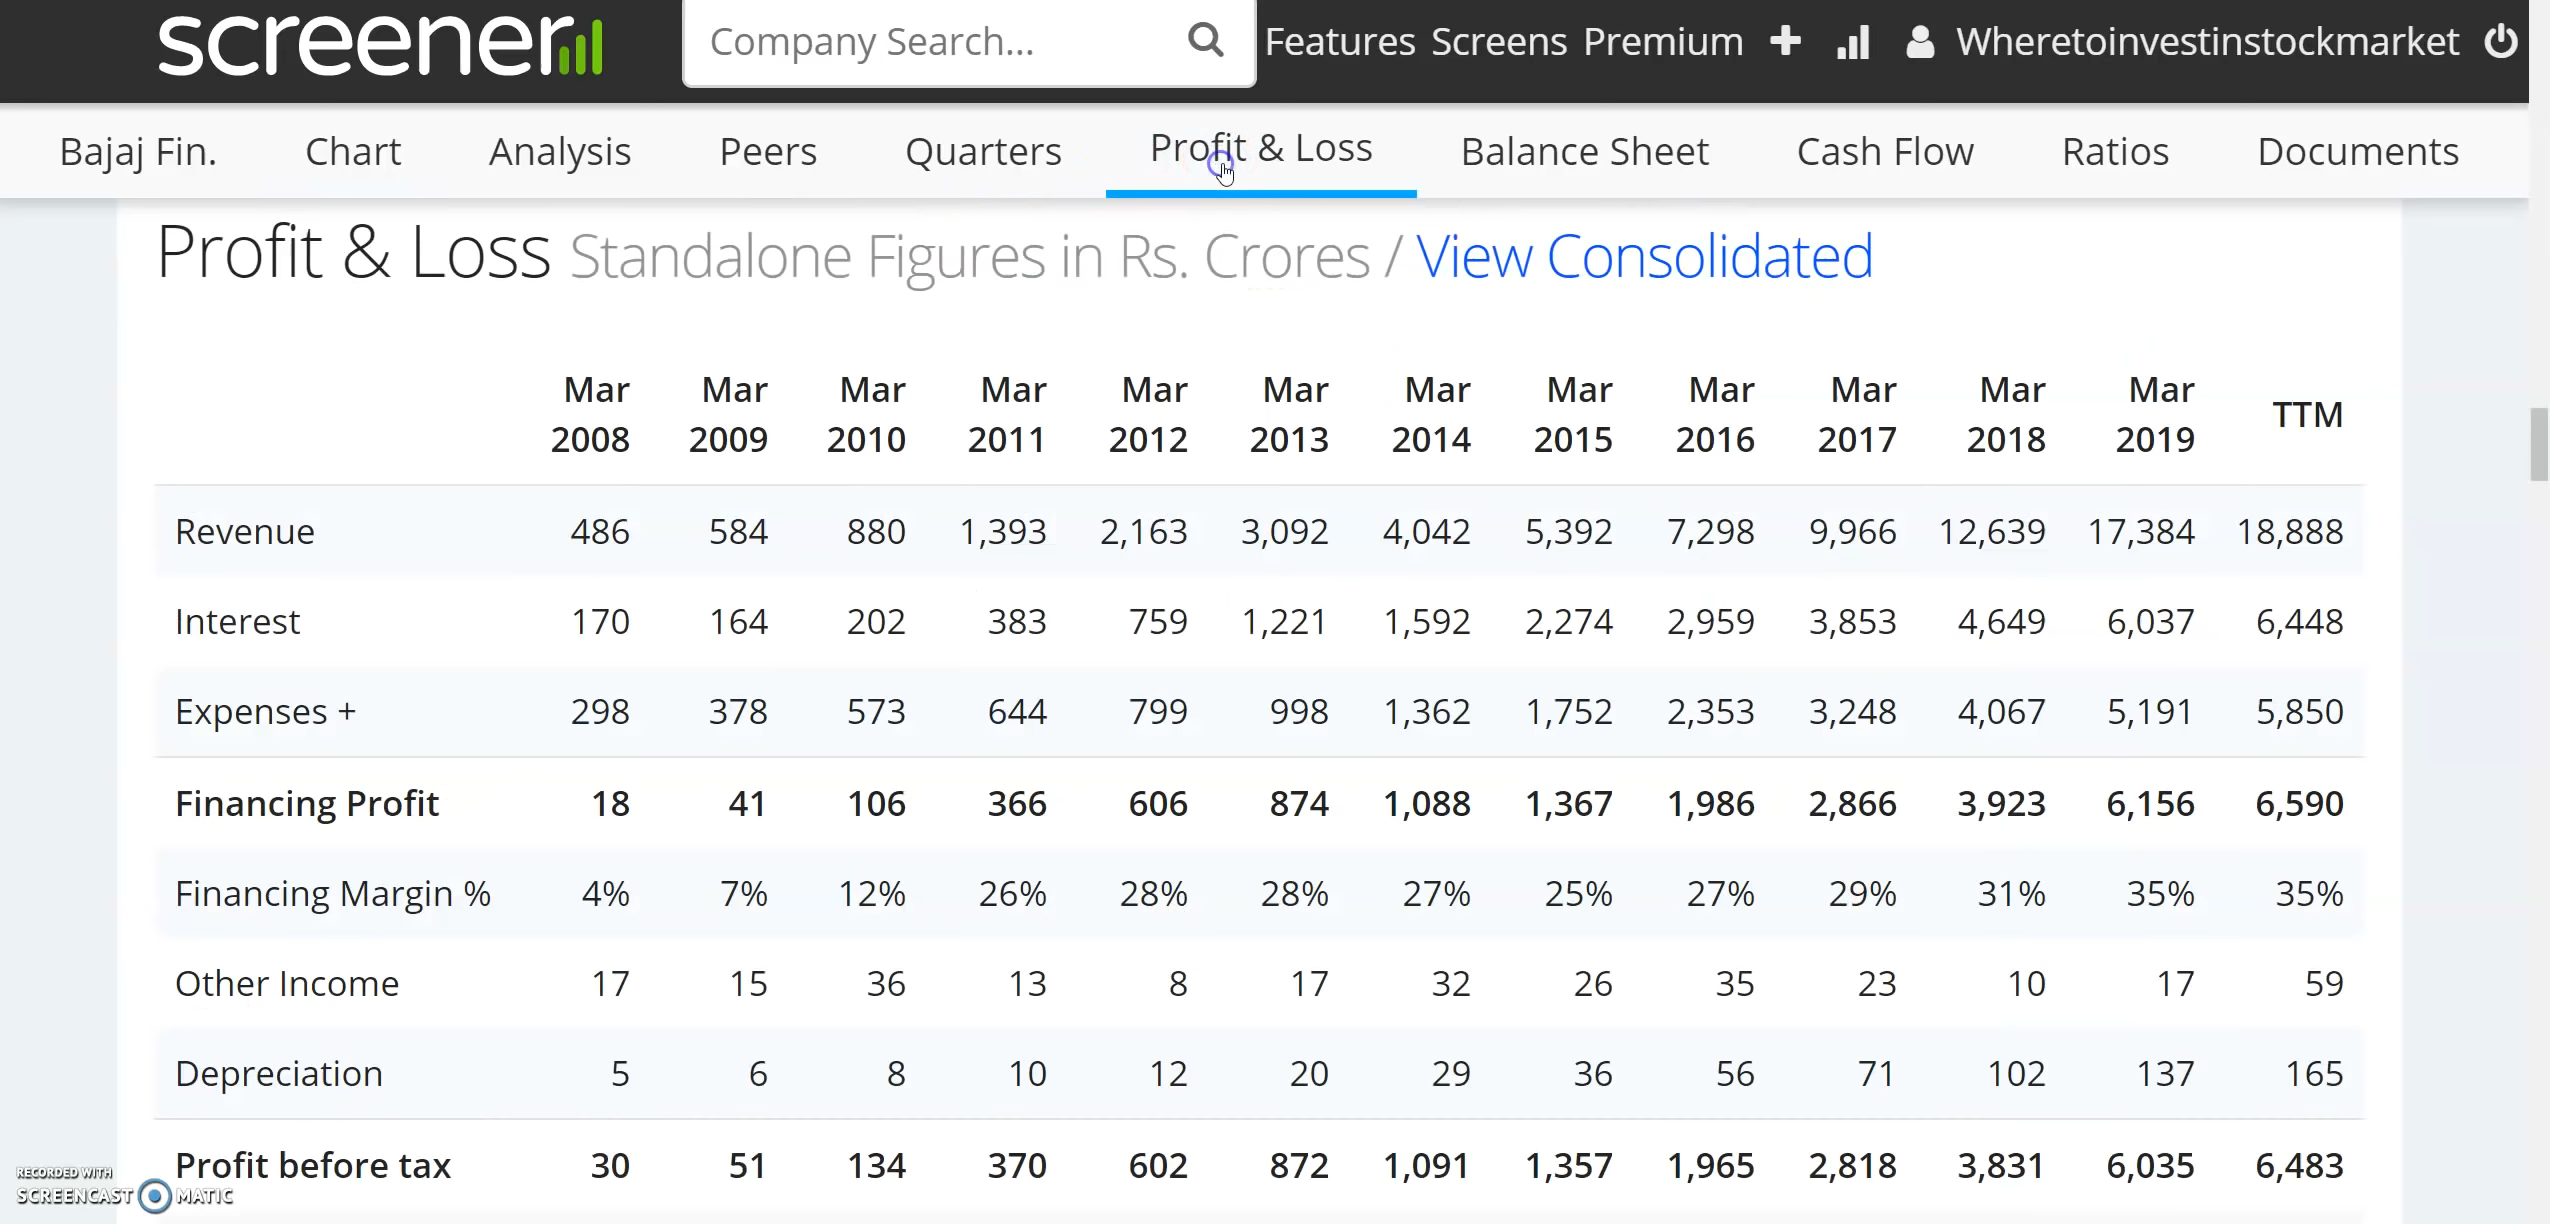 screener Company Search... Features Screens Premium Wheretoinvestinstockmarket
Bajaj Fin. Chart Analysis Peers Quarters Profit & Loss Balance Sheet Cash Flow Ratios Documents
Profit & Loss Standalone Figures in Rs. Crores / View Consolidated
Mar 2008 Mar 2009 Mar 2010 Mar 2011 Mar 2012 Mar 2013 Mar 2014 Mar 2015 Mar 2016 Mar 2017 Mar 2018 Mar 2019 TTM
Revenue 486 584 880 1,393 2,163 3,092 4,042 5,392 7,298 9,966 12,639 17,384 18,888
Interest 170 164 202 383 759 1,221 1,592 2,274 2,959 3,853 4,649 6,037 6,448
Expenses + 298 378 573 644 799 998 1,362 1,752 2,353 3,248 4,067 5,191 5,850
Financing Profit 18 41 106 366 606 874 1,088 1,367 1,986 2,866 3,923 6,156 6,590
Financing Margin % 4% 7% 12% 26% 28% 28% 27% 25% 27% 29% 31% 35% 35%
Other Income 17 15 36 13 8 17 32 26 35 23 10 17 59
Depreciation 5 6 8 10 12 20 29 36 56 71 102 137 165
Profit before tax 30 51 134 370 602 872 1,091 1,357 1,965 2,818 3,831 6,035 6,483
RECORDED WITH
SCREENCAST MATIC